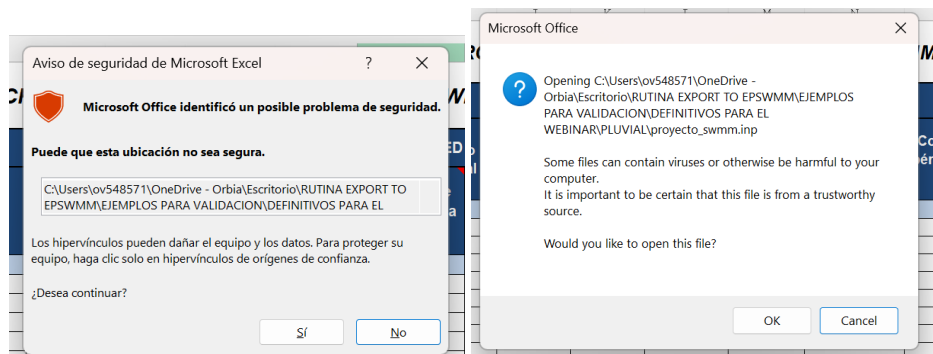 Aviso de seguridad de Microsoft Excel
?
Microsoft Office identificó un posible problema de seguridad.
Puede que esta ubicación no sea segura.
C:\Users\ov548571\OneDrive - Orbia\Escritorio\RUTINA EXPORT TO
EPSWMM\EJEMPLOS PARA VALIDACION\DEFINITIVOS PARA EL
Los hipervínculos pueden dañar el equipo y los datos. Para proteger su
equipo, haga clic solo en hipervínculos de orígenes de confianza.
¿Desea continuar?
Sí
No
Microsoft Office
?
Opening C:\Users\ov548571\OneDrive -
Orbia\Escritorio\RUTINA EXPORT TO EPSWMM\EJEMPLOS
PARA VALIDACION\DEFINITIVOS PARA EL
WEBINAR\PLUVIAL\proyecto_swmm.inp
Some files can contain viruses or otherwise be harmful to your
computer.
It is important to be certain that this file is from a trustworthy
source.
Would you like to open this file?
OK
Cancel